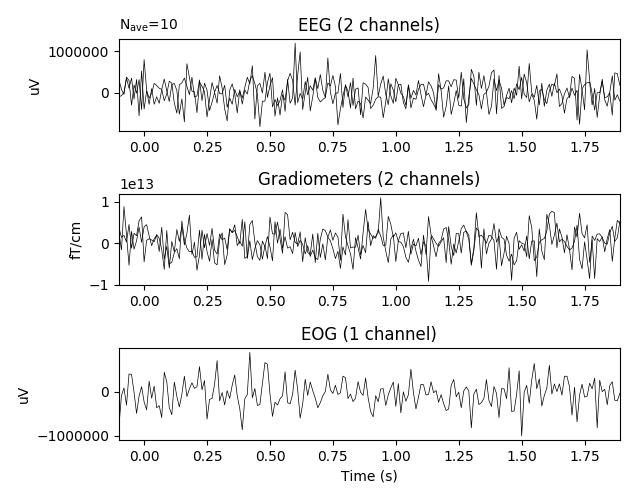 N_ave=10
EEG (2 channels)
1000000
0
uV
0.00 0.25 0.50 0.75 1.00 1.25 1.50 1.75
1e13
Gradiometers (2 channels)
1
0
−1
fT/cm
0.00 0.25 0.50 0.75 1.00 1.25 1.50 1.75
EOG (1 channel)
0
−1000000
uV
0.00 0.25 0.50 0.75 1.00 1.25 1.50 1.75
Time (s)